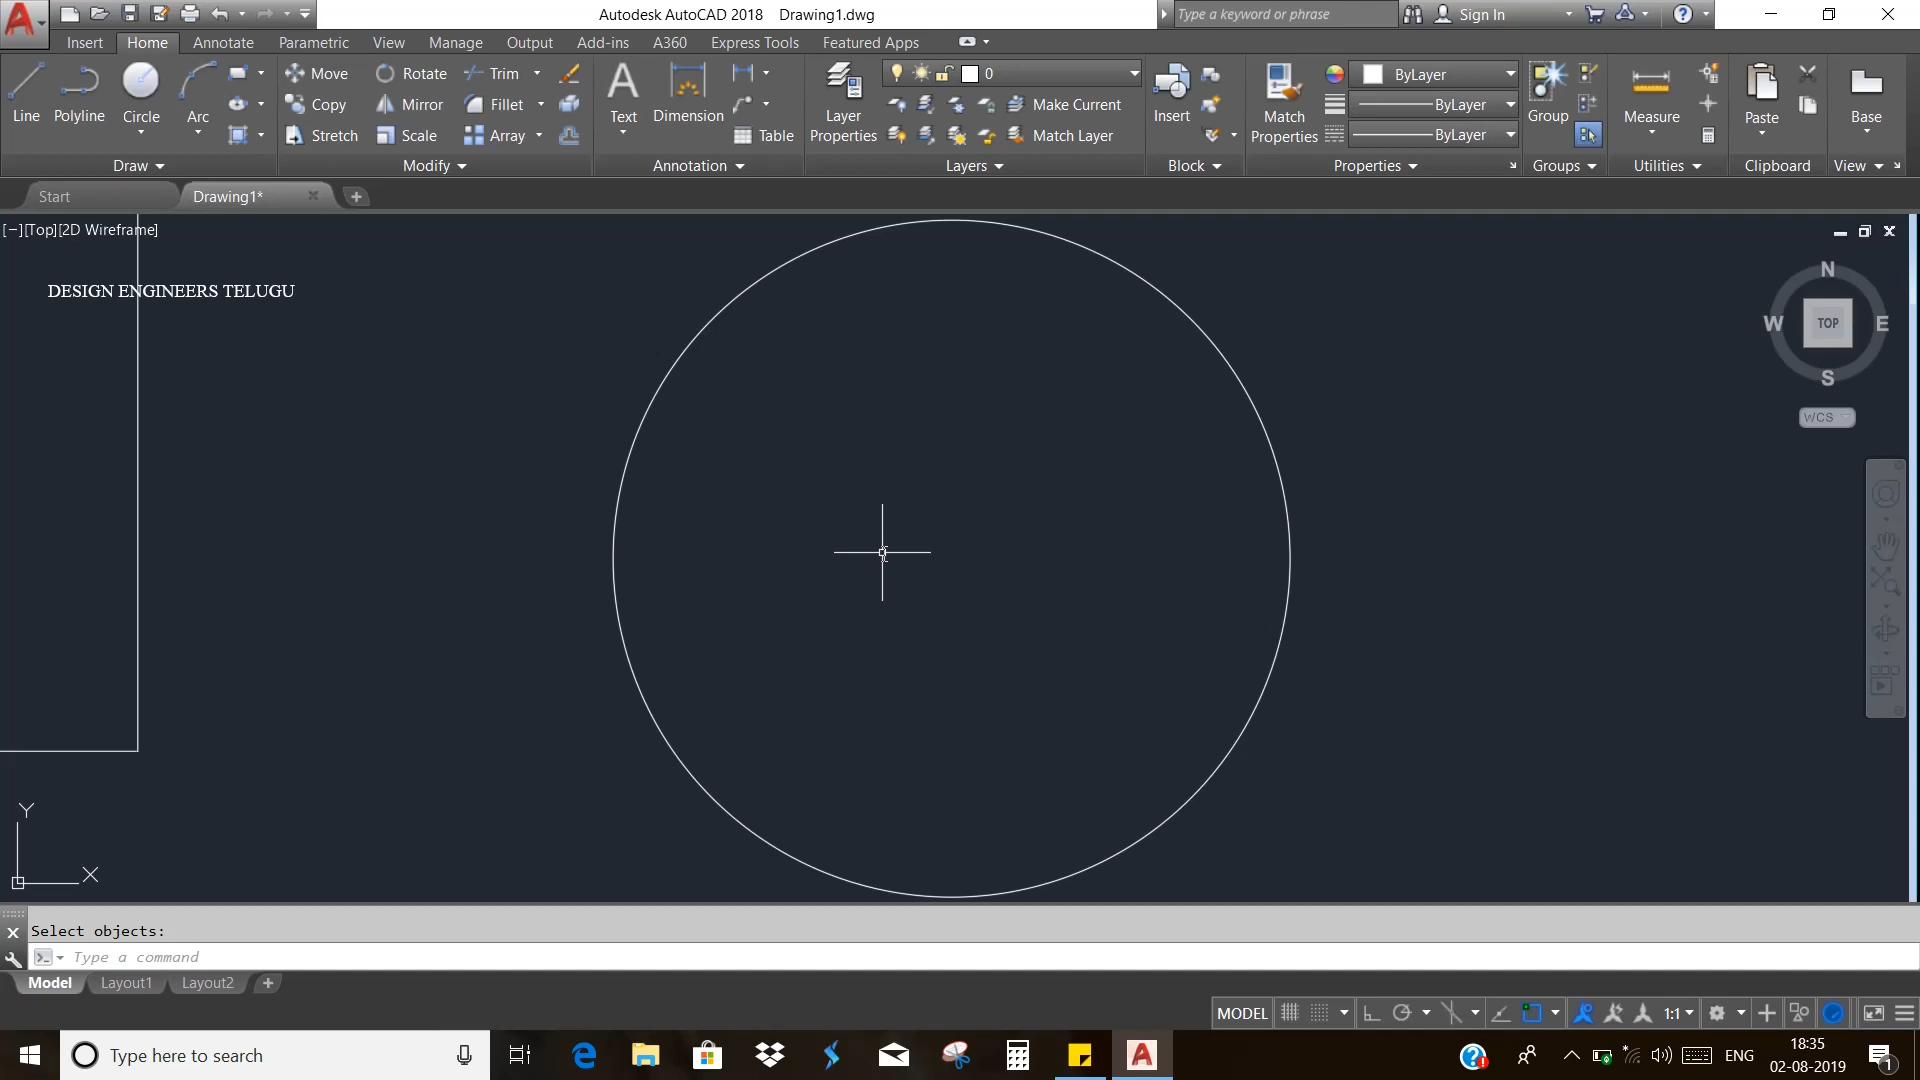 Autodesk AutoCAD 2018 Drawing1.dwg
Type a keyword or phrase
Sign In
Insert Home Annotate Parametric View Manage Output Add-ins A360 Express Tools Featured Apps
Line Polyline Circle Arc
Move Rotate Trim
Copy Mirror Fillet
Stretch Scale Array
Text Dimension Table
Layer Properties
0
Make Current
Match Layer
Insert
Match Properties
ByLayer
ByLayer
ByLayer
Group
Measure
Paste
Base
Draw Modify Annotation Layers Block Properties Groups Utilities Clipboard View
Start Drawing1*
[−][Top][2D Wireframe]
DESIGN ENGINEERS TELUGU
N
W TOP E
S
WCS
Y
X
Select objects:
Type a command
Model Layout1 Layout2
MODEL 1:1
Type here to search
ENG
18:35
02-08-2019
1